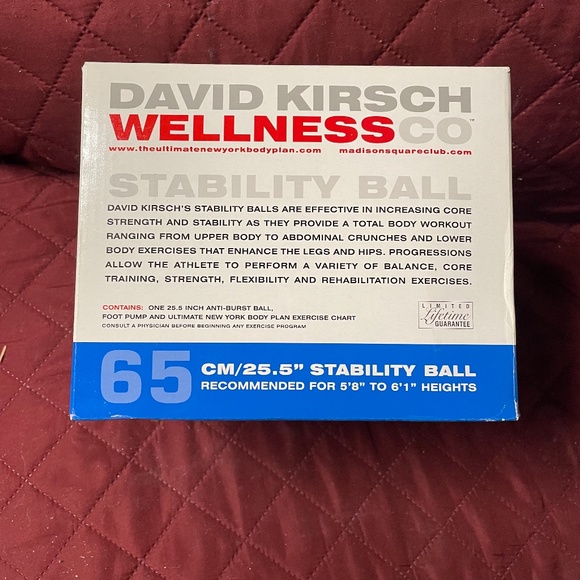 DAVID KIRSCH
WELLNESSCO™
www.theultimatenewyorkbodyplan.com madisonsquareclub.com
STABILITY BALL
DAVID KIRSCH'S STABILITY BALLS ARE EFFECTIVE IN INCREASING CORE
STRENGTH AND STABILITY AS THEY PROVIDE A TOTAL BODY WORKOUT
RANGING FROM UPPER BODY TO ABDOMINAL CRUNCHES AND LOWER
BODY EXERCISES THAT ENHANCE THE LEGS AND HIPS. PROGRESSIONS
ALLOW THE ATHLETE TO PERFORM A VARIETY OF BALANCE, CORE
TRAINING, STRENGTH, FLEXIBILITY AND REHABILITATION EXERCISES.
CONTAINS: ONE 25.5 INCH ANTI-BURST BALL,
FOOT PUMP AND ULTIMATE NEW YORK BODY PLAN EXERCISE CHART
CONSULT A PHYSICIAN BEFORE BEGINNING ANY EXERCISE PROGRAM
LIMITED
Lifetime
GUARANTEE
65
CM/25.5” STABILITY BALL
RECOMMENDED FOR 5'8” TO 6'1” HEIGHTS